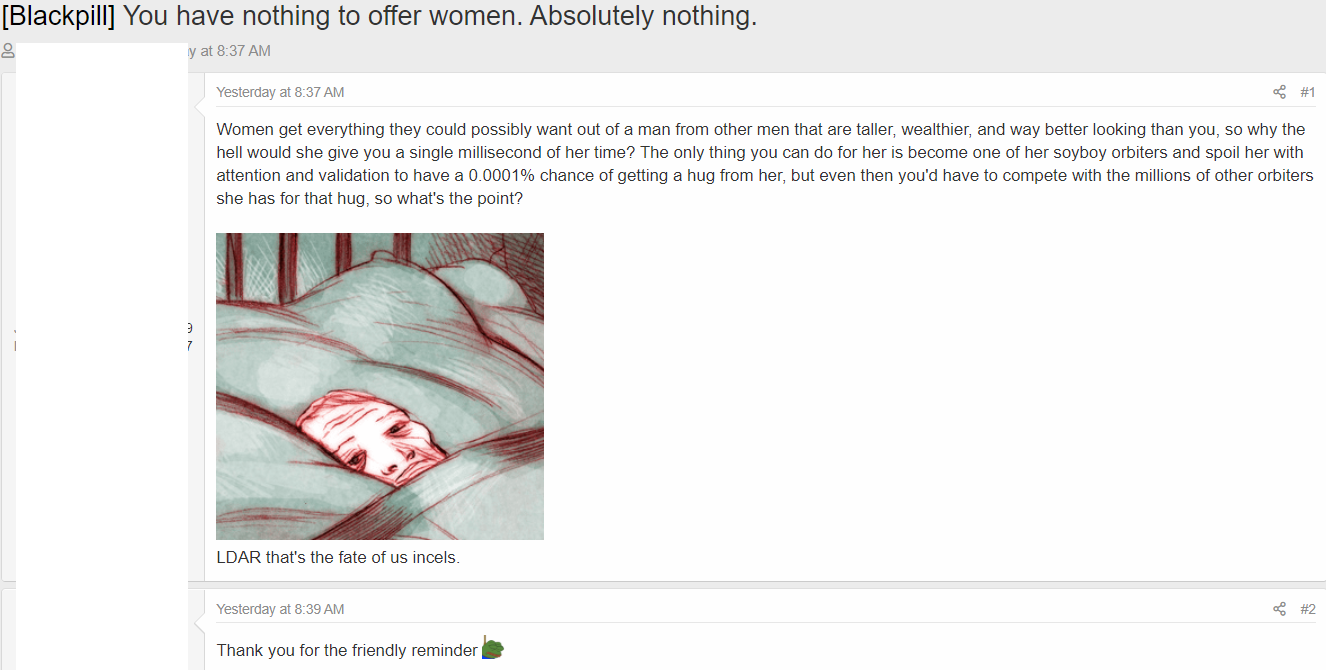 [Blackpill] You have nothing to offer women. Absolutely nothing.
at 8:37 AM
Yesterday at 8:37 AM
#1
Women get everything they could possibly want out of a man from other men that are taller, wealthier, and way better looking than you, so why the
hell would she give you a single millisecond of her time? The only thing you can do for her is become one of her soyboy orbiters and spoil her with
attention and validation to have a 0.0001% chance of getting a hug from her, but even then you'd have to compete with the millions of other orbiters
she has for that hug, so what's the point?
9
7
LDAR that's the fate of us incels.
Yesterday at 8:39 AM
#2
Thank you for the friendly reminder